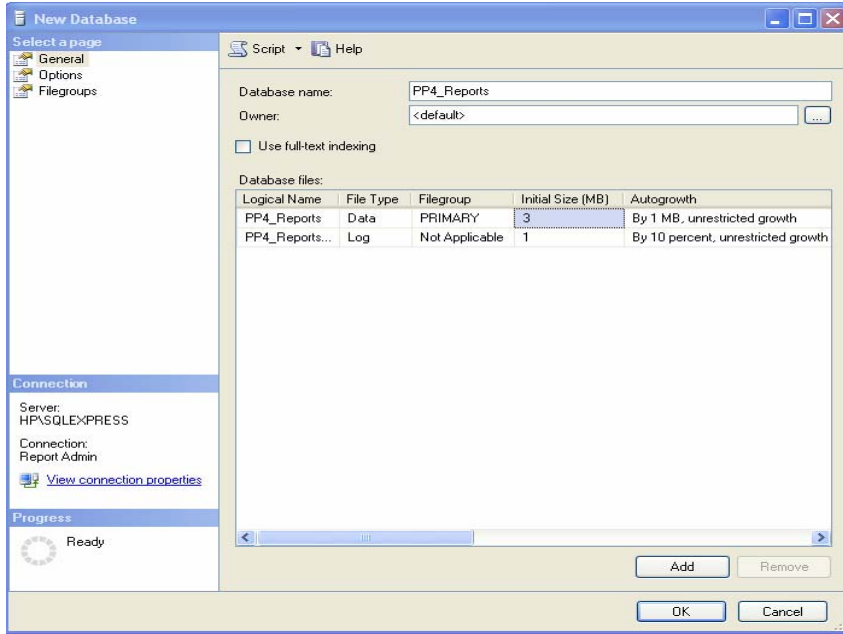 New Database
Select a page
General
Options
Filegroups
Script Help
Database name: PP4_Reports
Owner: <default> ...
Use full-text indexing
Database files:
Logical Name File Type Filegroup Initial Size (MB) Autogrowth
PP4_Reports Data PRIMARY 3 By 1 MB, unrestricted growth
PP4_Reports... Log Not Applicable 1 By 10 percent, unrestricted growth
Connection
Server:
HP\SQLEXPRESS
Connection:
Report Admin
View connection properties
Progress
Ready
Add Remove
OK Cancel